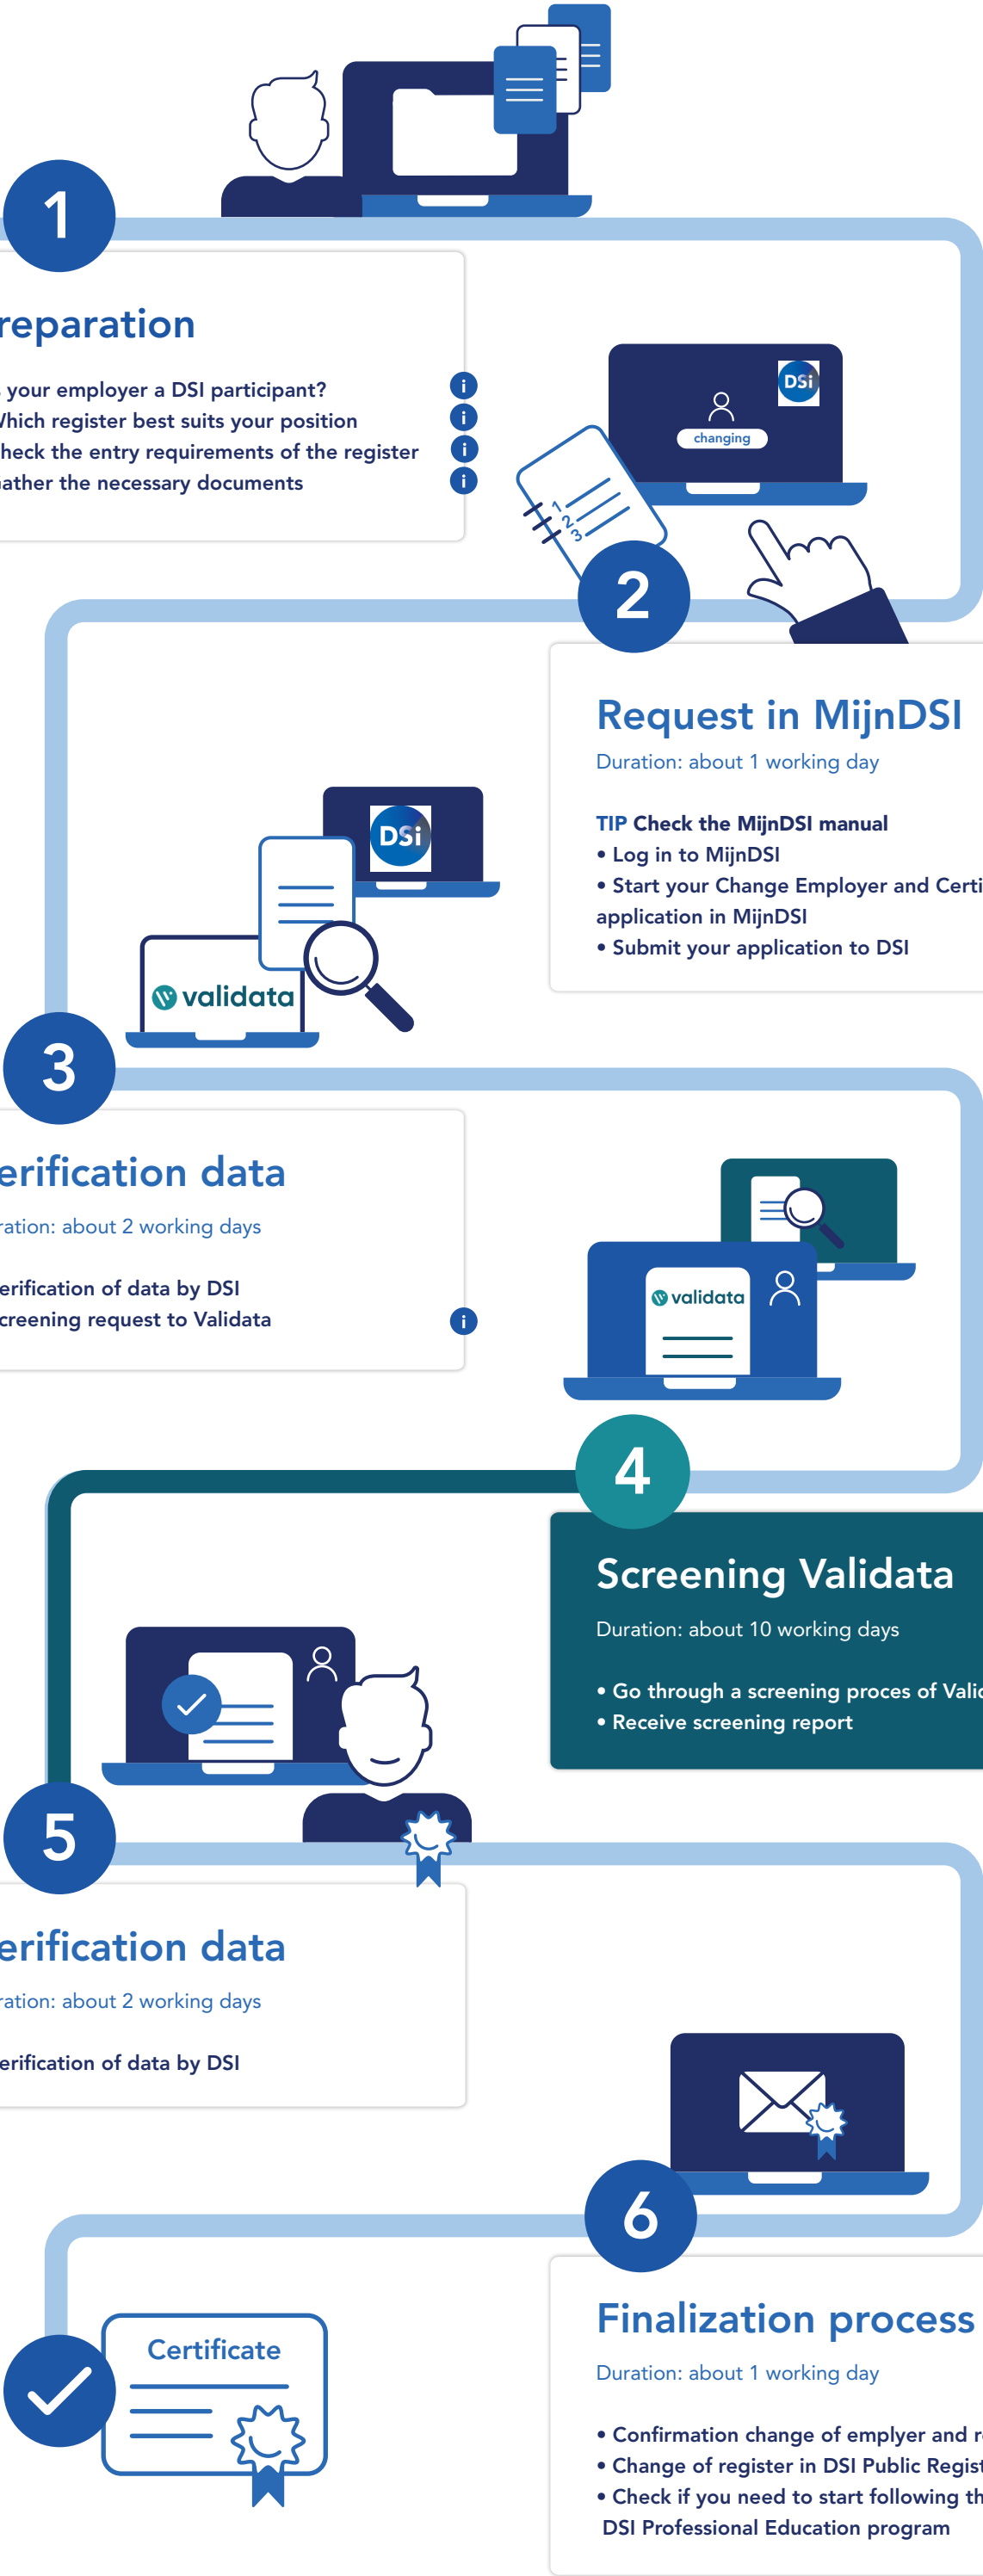 1
reparation
your employer a DSI participant?
hich register best suits your position
heck the entry requirements of the register
ather the necessary documents
i
i
i
i
DSi
changing
1
2
3
2
Request in MijnDSI
Duration: about 1 working day
TIP Check the MijnDSI manual
• Log in to MijnDSI
• Start your Change Employer and Certi
application in MijnDSI
• Submit your application to DSI
DSi
validata
3
erification data
ration: about 2 working days
erification of data by DSI
creening request to Validata
i
validata
4
Screening Validata
Duration: about 10 working days
• Go through a screening proces of Valid
• Receive screening report
5
erification data
ration: about 2 working days
erification of data by DSI
6
Finalization process
Duration: about 1 working day
• Confirmation change of emplyer and r
• Change of register in DSI Public Regist
• Check if you need to start following th
DSI Professional Education program
Certificate